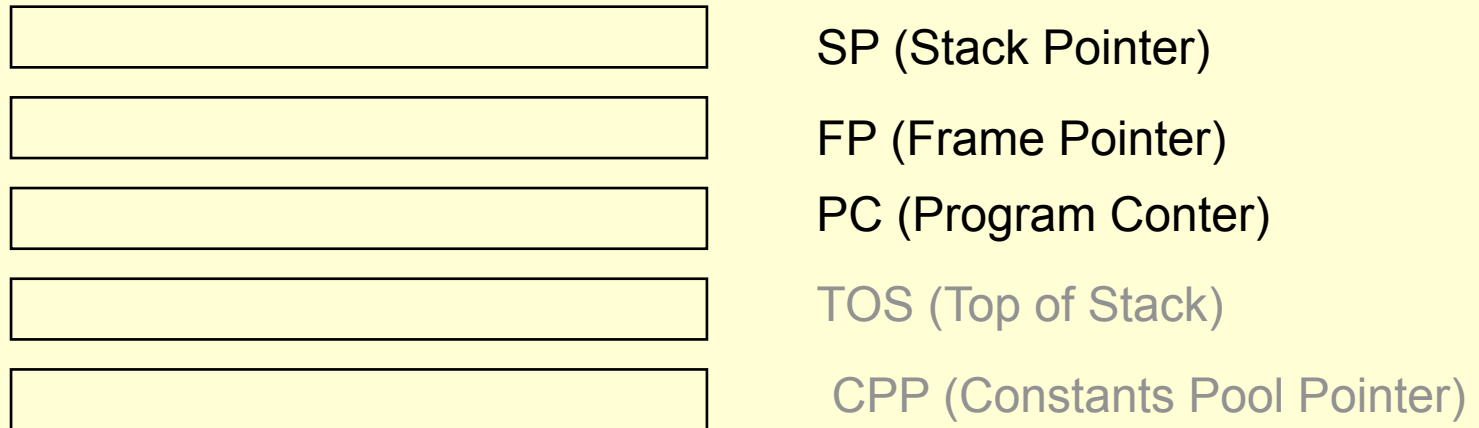 SP (Stack Pointer)
FP (Frame Pointer)
PC (Program Conter)
TOS (Top of Stack)
CPP (Constants Pool Pointer)